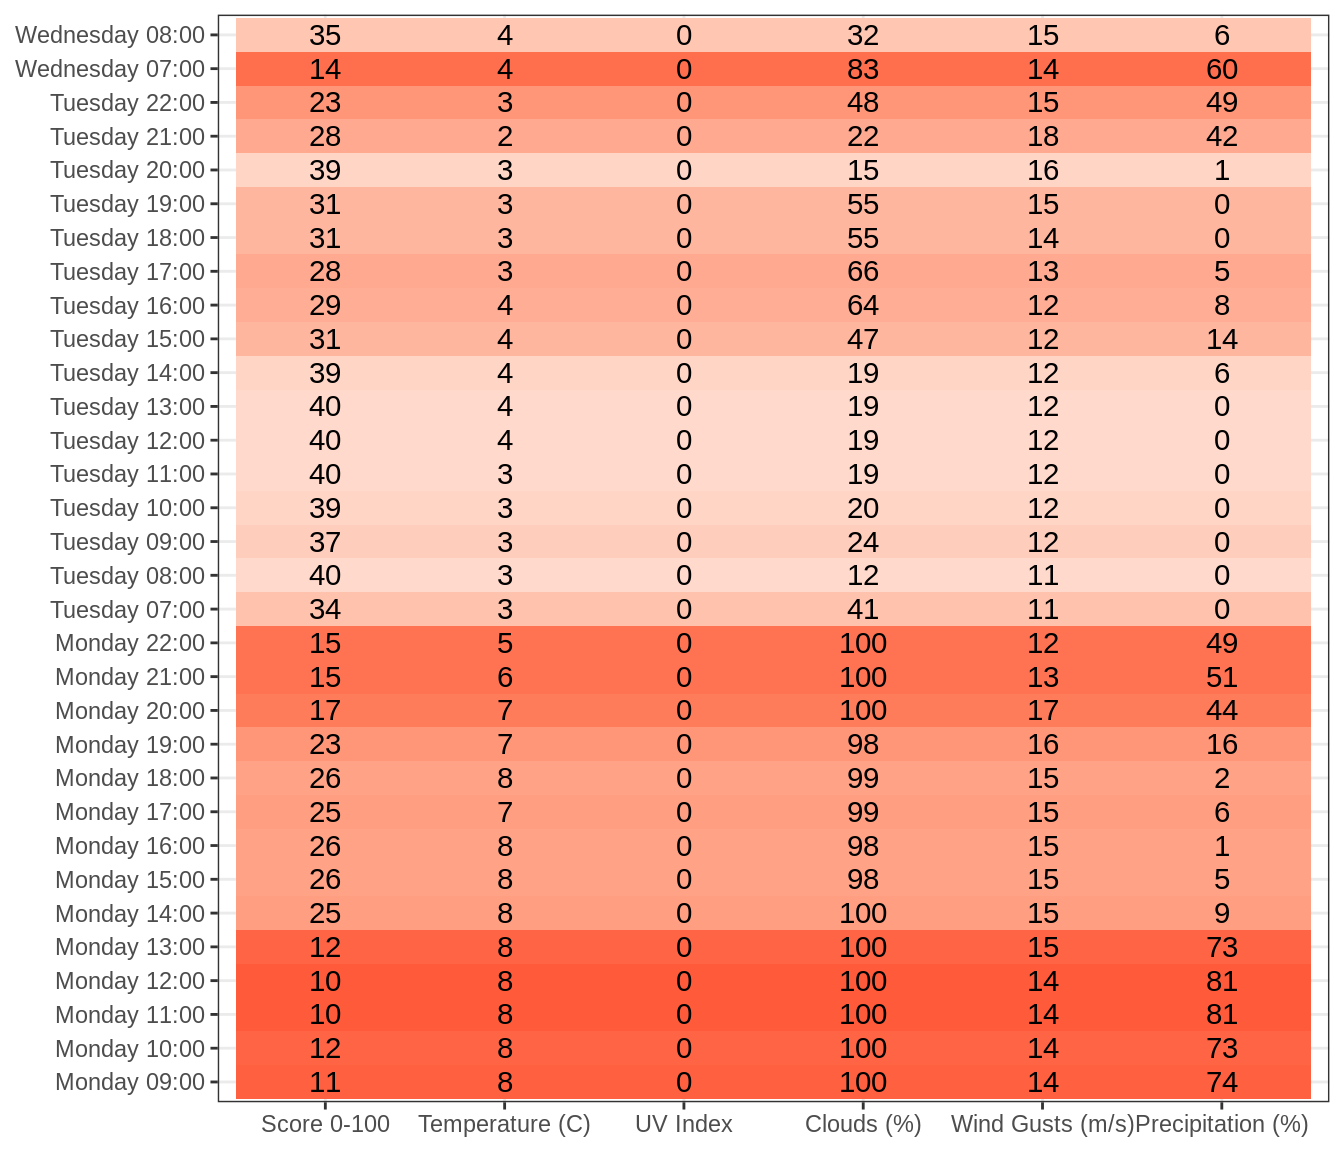 Wednesday 08:00 35 4 0 32 15 6
Wednesday 07:00 14 4 0 83 14 60
Tuesday 22:00 23 3 0 48 15 49
Tuesday 21:00 28 2 0 22 18 42
Tuesday 20:00 39 3 0 15 16 1
Tuesday 19:00 31 3 0 55 15 0
Tuesday 18:00 31 3 0 55 14 0
Tuesday 17:00 28 3 0 66 13 5
Tuesday 16:00 29 4 0 64 12 8
Tuesday 15:00 31 4 0 47 12 14
Tuesday 14:00 39 4 0 19 12 6
Tuesday 13:00 40 4 0 19 12 0
Tuesday 12:00 40 4 0 19 12 0
Tuesday 11:00 40 3 0 19 12 0
Tuesday 10:00 39 3 0 20 12 0
Tuesday 09:00 37 3 0 24 12 0
Tuesday 08:00 40 3 0 12 11 0
Tuesday 07:00 34 3 0 41 11 0
Monday 22:00 15 5 0 100 12 49
Monday 21:00 15 6 0 100 13 51
Monday 20:00 17 7 0 100 17 44
Monday 19:00 23 7 0 98 16 16
Monday 18:00 26 8 0 99 15 2
Monday 17:00 25 7 0 99 15 6
Monday 16:00 26 8 0 98 15 1
Monday 15:00 26 8 0 98 15 5
Monday 14:00 25 8 0 100 15 9
Monday 13:00 12 8 0 100 15 73
Monday 12:00 10 8 0 100 14 81
Monday 11:00 10 8 0 100 14 81
Monday 10:00 12 8 0 100 14 73
Monday 09:00 11 8 0 100 14 74
Score 0-100 Temperature (C) UV Index Clouds (%) Wind Gusts (m/s) Precipitation (%)